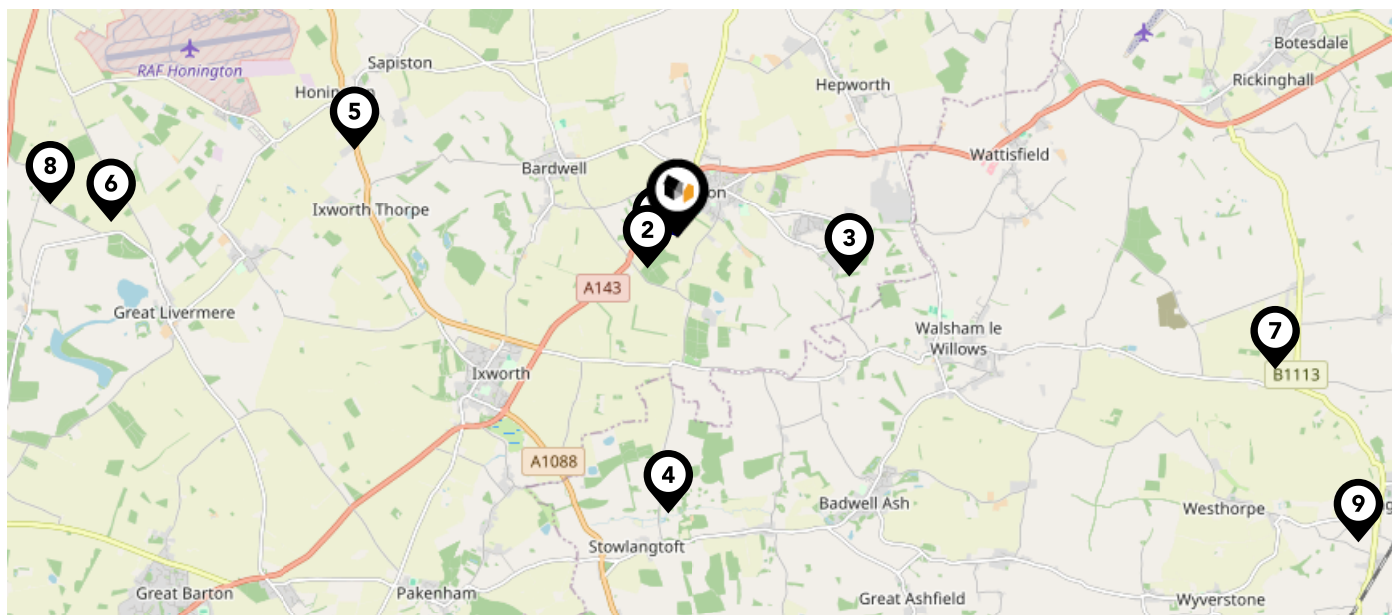 Botesdale
Sapiston
RAF Honington
Rickinghall
Hepworth
5
Wattisfield
8
Bardwell
6
Ixworth Thorpe
2
3
A143
Great Livermere
Walsham le
Willows
7
Ixworth
B1113
A1088
4
Badwell Ash
9
Westhorpe
Stowlangtoft
Great Barton
Pakenham
Great Ashfield
Wyverstone